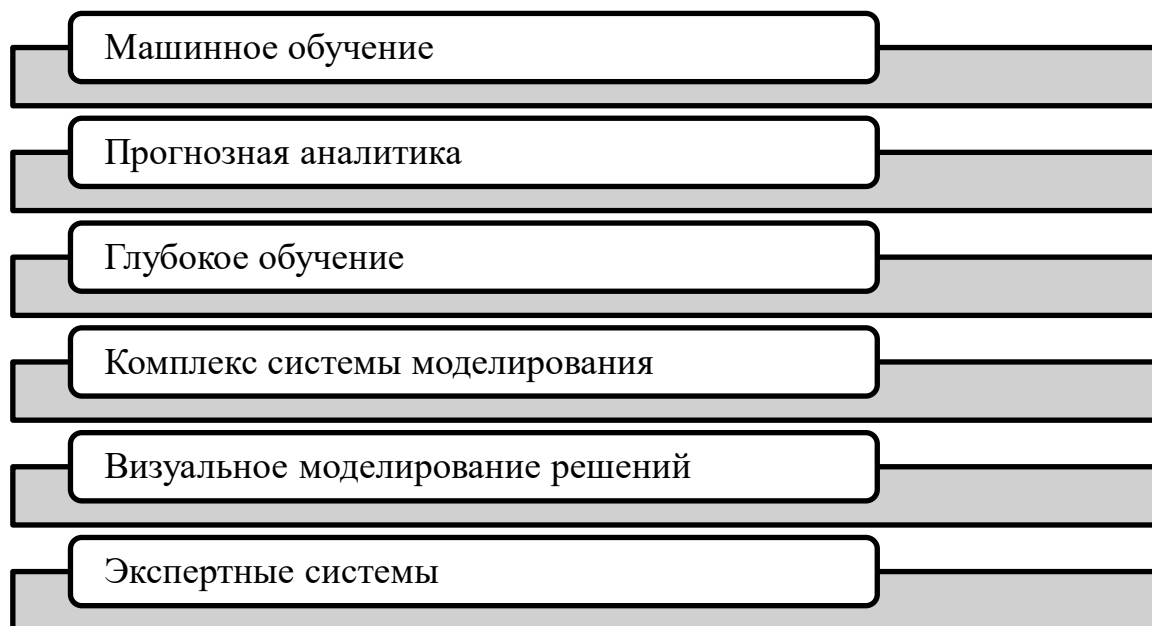 Машинное обучение
Прогнозная аналитика
Глубокое обучение
Комплекс системы моделирования
Визуальное моделирование решений
Экспертные системы